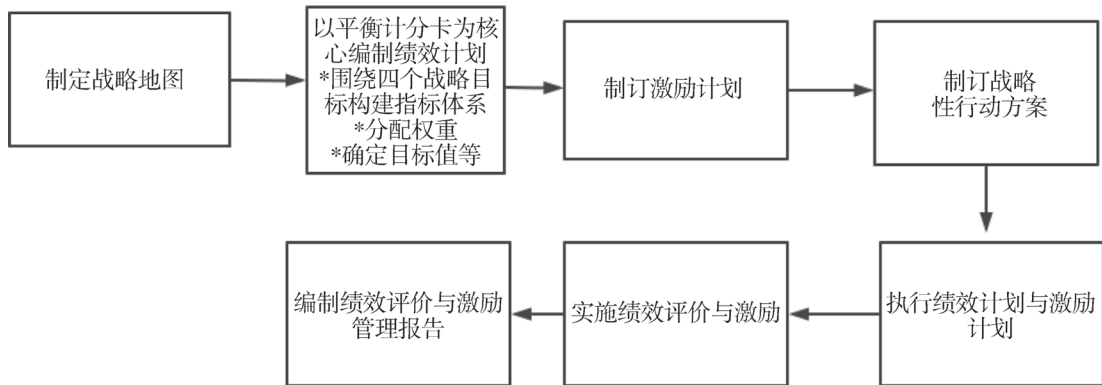 制定战略地图
以平衡计分卡为核
心编制绩效计划
*围绕四个战略目
标构建指标体系
*分配权重
*确定目标值等
制订激励计划
制订战略
性行动方案
执行绩效计划与激励
计划
实施绩效评价与激励
编制绩效评价与激励
管理报告